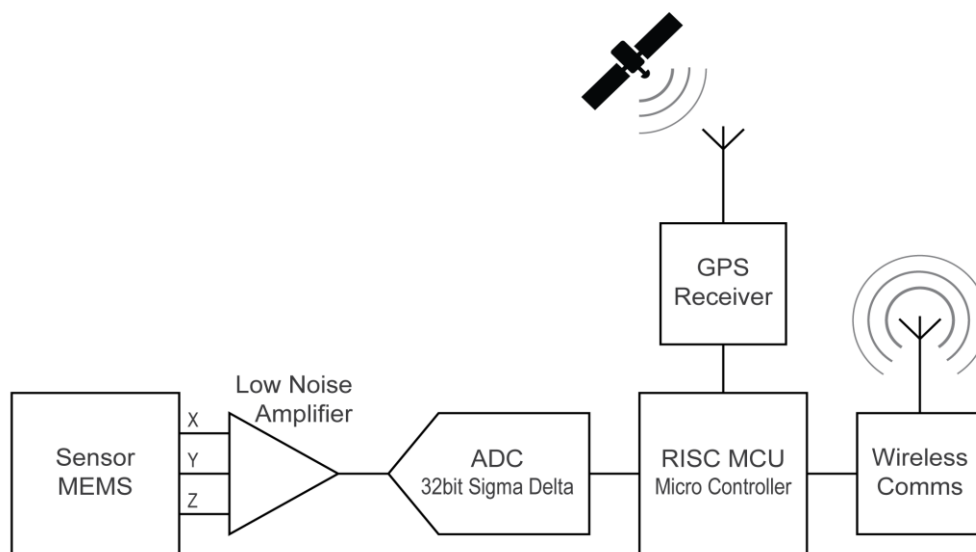 GPS
Receiver
Low Noise
Amplifier
X
Y
Z
Sensor
MEMS
ADC
32bit Sigma Delta
RISC MCU
Micro Controller
Wireless
Comms